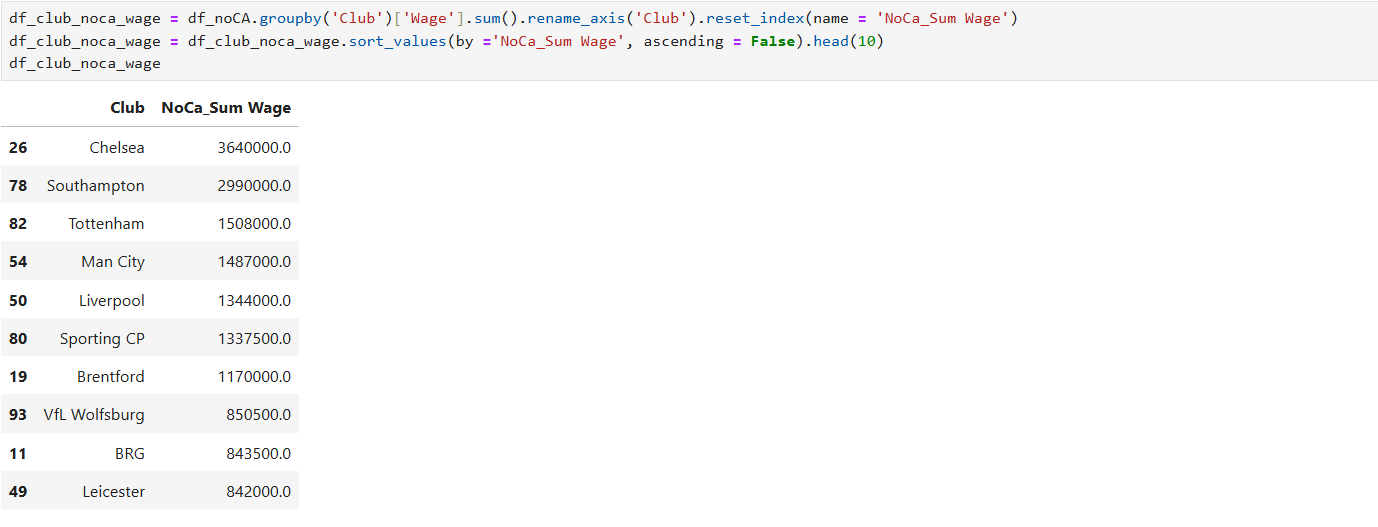 df_club_noca_wage = df_noCA.groupby('Club')['Wage'].sum().rename_axis('Club').reset_index(name = 'NoCa_Sum Wage')
df_club_noca_wage = df_club_noca_wage.sort_values(by ='NoCa_Sum Wage', ascending = False).head(10)
df_club_noca_wage
Club NoCa_Sum Wage
26 Chelsea 3640000.0
78 Southampton 2990000.0
82 Tottenham 1508000.0
54 Man City 1487000.0
50 Liverpool 1344000.0
80 Sporting CP 1337500.0
19 Brentford 1170000.0
93 VfL Wolfsburg 850500.0
11 BRG 843500.0
49 Leicester 842000.0